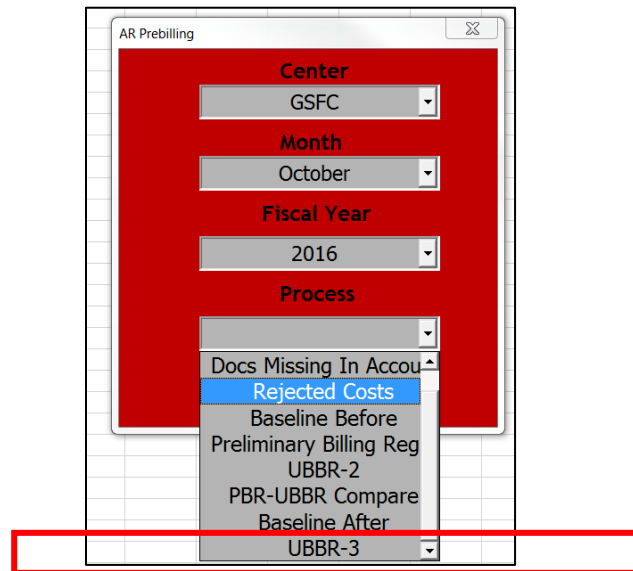 AR Prebilling
Center
GSFC
Month
October
Fiscal Year
2016
Process
Docs Missing In Accou
Rejected Costs
Baseline Before
Preliminary Billing Reg
UBBR-2
PBR-UBBR Compare
Baseline After
UBBR-3